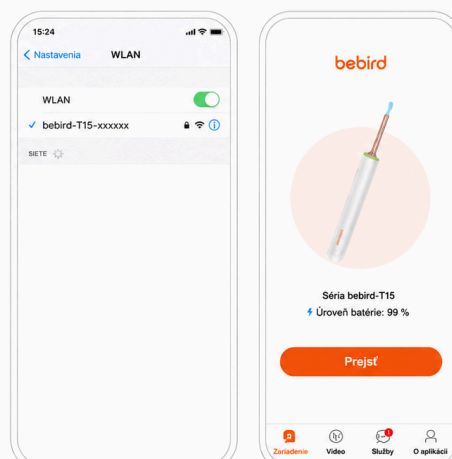 15:24
Nastavenia
WLAN
WLAN
bebird-T15-xxxxxx
SIETE
bebird
Séria bebird-T15
Úroveň batérie: 99 %
Prejsť
1
Zariadenie
Video
Služby
O aplikácii